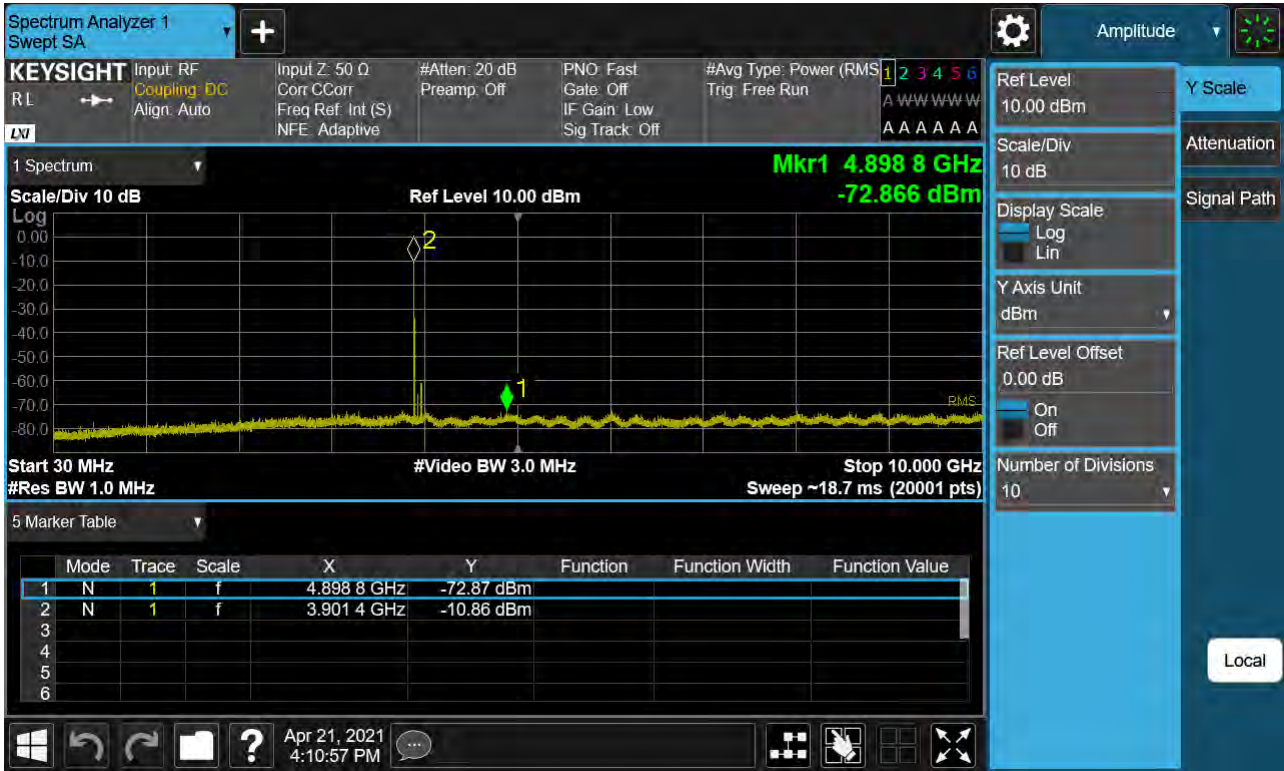 Spectrum Analyzer 1
Swept SA
Amplitude
KEYSIGHT
RL
LXI
Input: RF
Coupling: DC
Align: Auto
Input Z: 50 Ω
Corr CCorr
Freq Ref: Int (S)
NFE: Adaptive
#Atten: 20 dB
Preamp: Off
PNO: Fast
Gate: Off
IF Gain: Low
Sig Track: Off
#Avg Type: Power (RMS
Trig: Free Run
1 2 3 4 5 6
A W W W W W
A A A A A A
1 Spectrum
Mkr1 4.898 8 GHz
Scale/Div 10 dB
Ref Level 10.00 dBm
-72.866 dBm
Log
0.00
-10.0
-20.0
-30.0
-40.0
-50.0
-60.0
-70.0
-80.0
2
1
RMS
Start 30 MHz
#Video BW 3.0 MHz
Stop 10.000 GHz
#Res BW 1.0 MHz
Sweep ~18.7 ms (20001 pts)
5 Marker Table
Mode Trace Scale X Y Function Function Width Function Value
1 N 1 f 4.898 8 GHz -72.87 dBm
2 N 1 f 3.901 4 GHz -10.86 dBm
3
4
5
6
Ref Level
10.00 dBm
Scale/Div
10 dB
Display Scale
Log
Lin
Y Axis Unit
dBm
Ref Level Offset
0.00 dB
On
Off
Number of Divisions
10
Y Scale
Attenuation
Signal Path
Local
?
Apr 21, 2021
4:10:57 PM